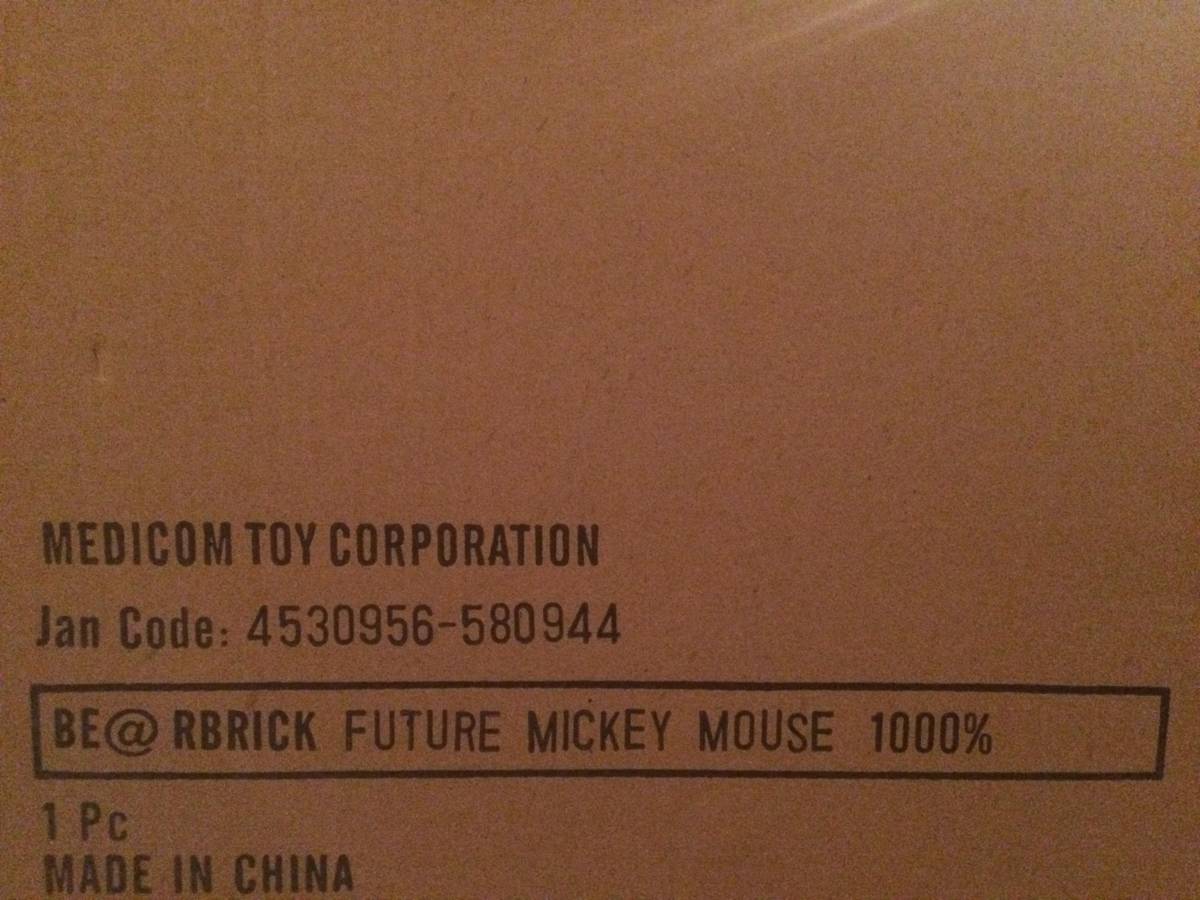 MEDICOM TOY CORPORATION
Jan Code: 4530956-580944
BE@ RBRICK FUTURE MICKEY MOUSE 1000%
1 Pc
MADE IN CHINA